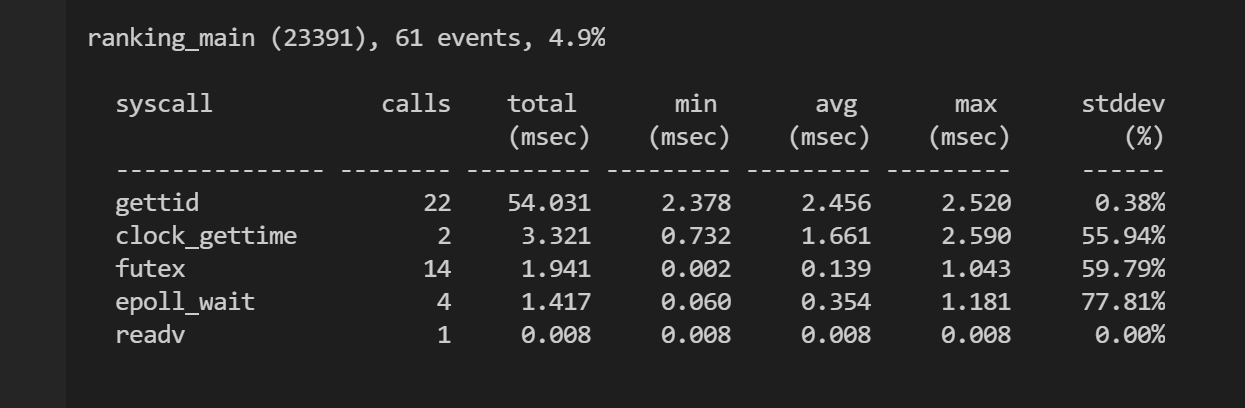 ranking_main (23391), 61 events, 4.9%
syscall calls total min avg max stddev
(msec) (msec) (msec) (msec) (%)
--------------- -------- --------- --------- --------- --------- ------
gettid 22 54.031 2.378 2.456 2.520 0.38%
clock_gettime 2 3.321 0.732 1.661 2.590 55.94%
futex 14 1.941 0.002 0.139 1.043 59.79%
epoll_wait 4 1.417 0.060 0.354 1.181 77.81%
readv 1 0.008 0.008 0.008 0.008 0.00%